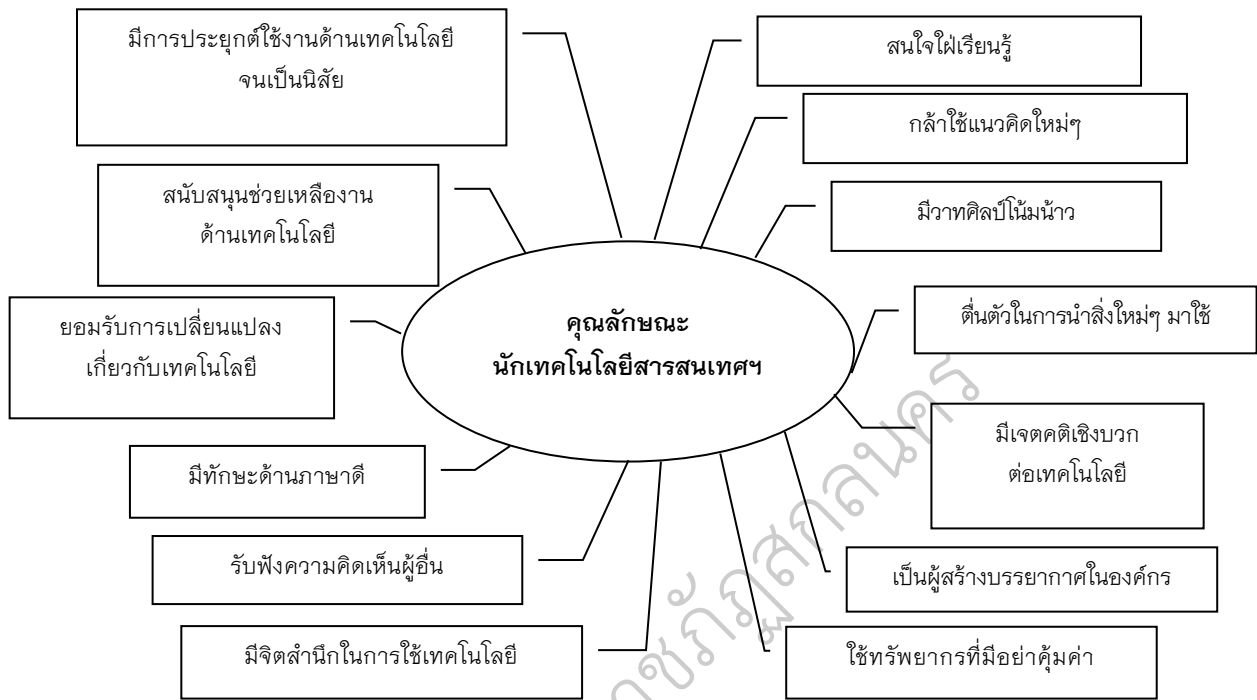 มีการประยุกต์ใช้งานด้านเทคโนโลยี
จนเป็นนิสัย
สนใจใฝ่เรียนรู้
กล้าใช้แนวคิดใหม่ๆ
สนับสนุนช่วยเหลืองาน
ด้านเทคโนโลยี
มีวาทศิลป์โน้มน้าว
ยอมรับการเปลี่ยนแปลง
เกี่ยวกับเทคโนโลยี
คุณลักษณะ
นักเทคโนโลยีสารสนเทศฯ
ตื่นตัวในการนำสิ่งใหม่ๆ มาใช้
มีเจตคติเชิงบวก
ต่อเทคโนโลยี
มีทักษะด้านภาษาดี
รับฟังความคิดเห็นผู้อื่น
เป็นผู้สร้างบรรยากาศในองค์กร
มีจิตสำนึกในการใช้เทคโนโลยี
ใช้ทรัพยากรที่มีอย่าคุ้มค่า
าชภัฏสกลนคร